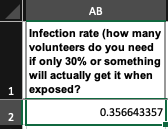 AB
Infection rate (how many
volunteers do you need
if only 30% or something
will actually get it when
1 exposed?
2 0.356643357